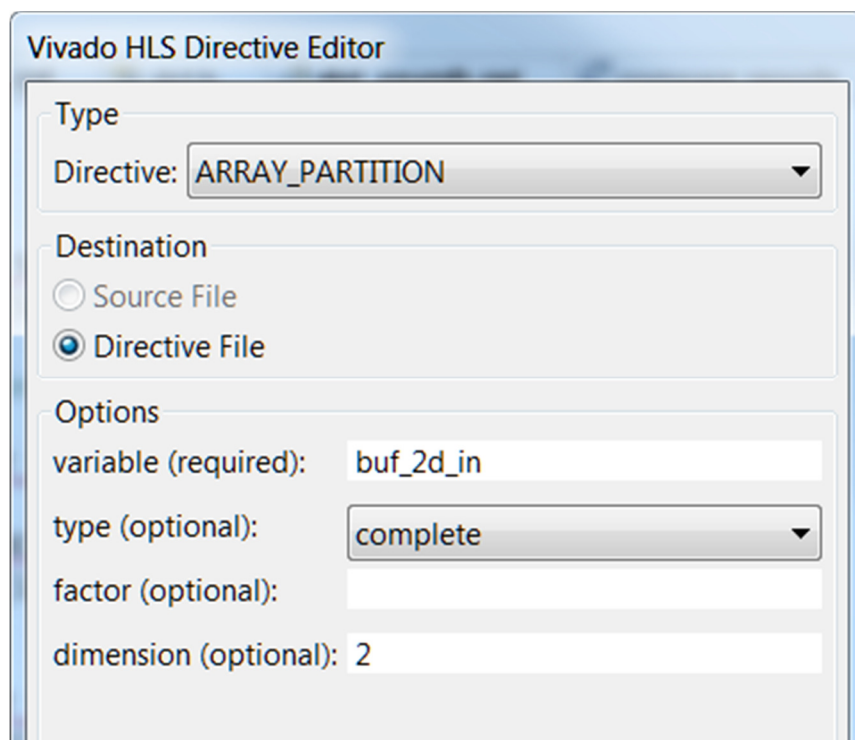 Vivado HLS Directive Editor
Type
Directive: ARRAY_PARTITION
Destination
Source File
Directive File
Options
variable (required): buf_2d_in
type (optional): complete
factor (optional):
dimension (optional): 2